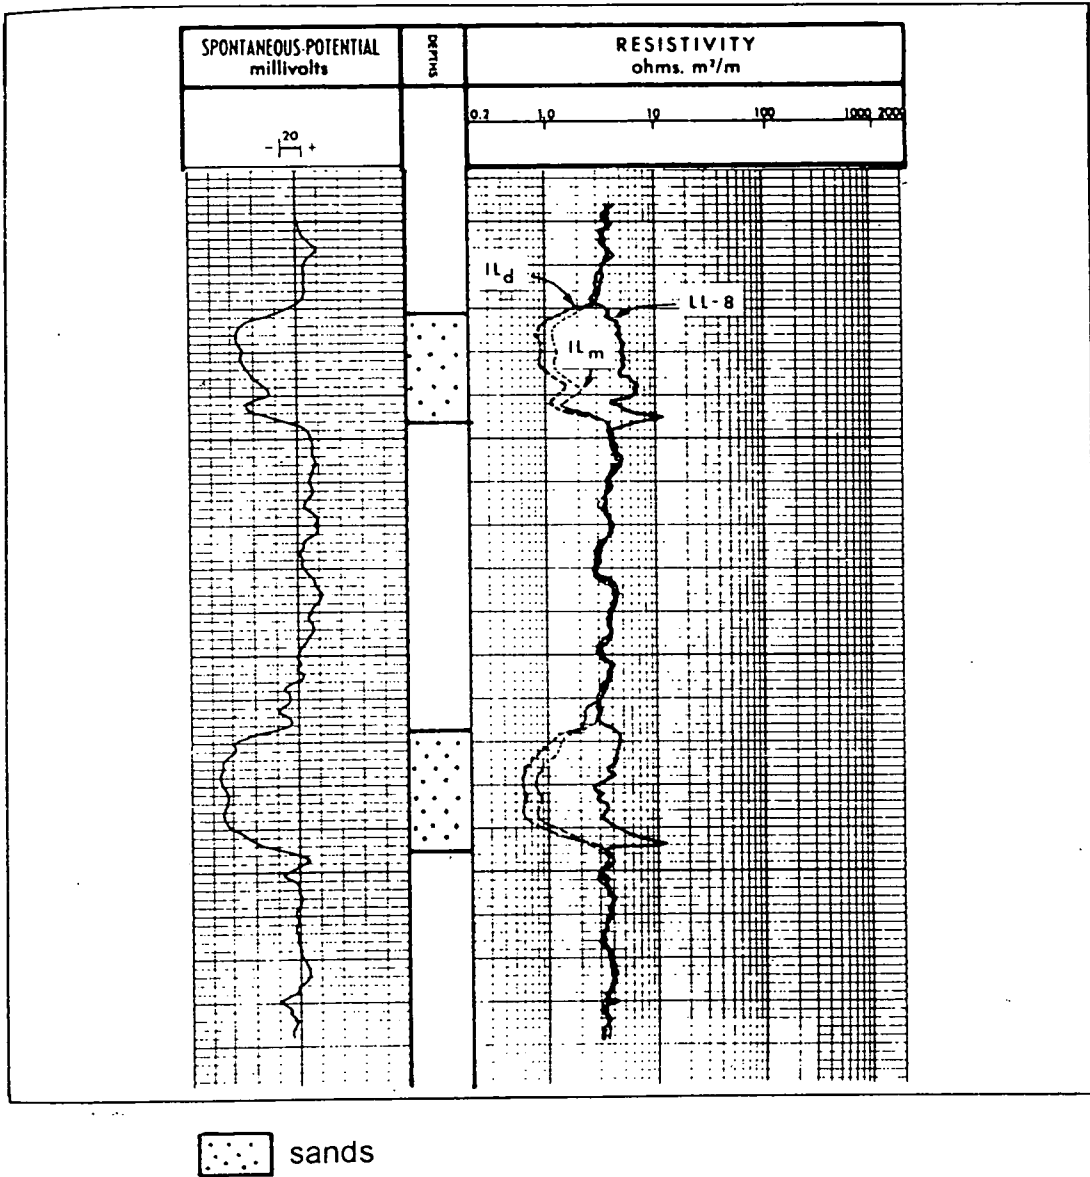 SPONTANEOUS-POTENTIAL
millivolts
DEPTHS
RESISTIVITY
ohms. m²/m
- 20 +
0.2 1.0 10 100 1000 2000
ILd
LL-8
ILm
sands